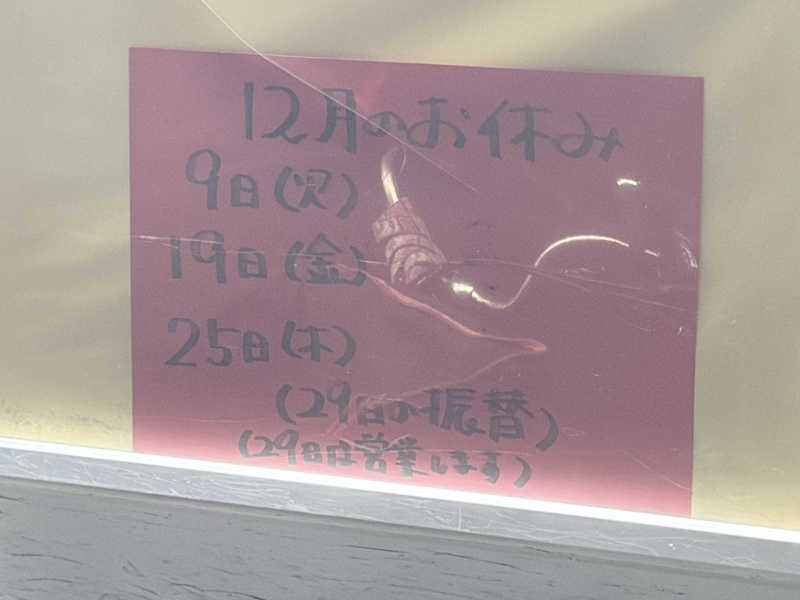 12月のお休み
9日(火)
19日(金)
25日(木)
(29日の振替)
(29日は営業します)